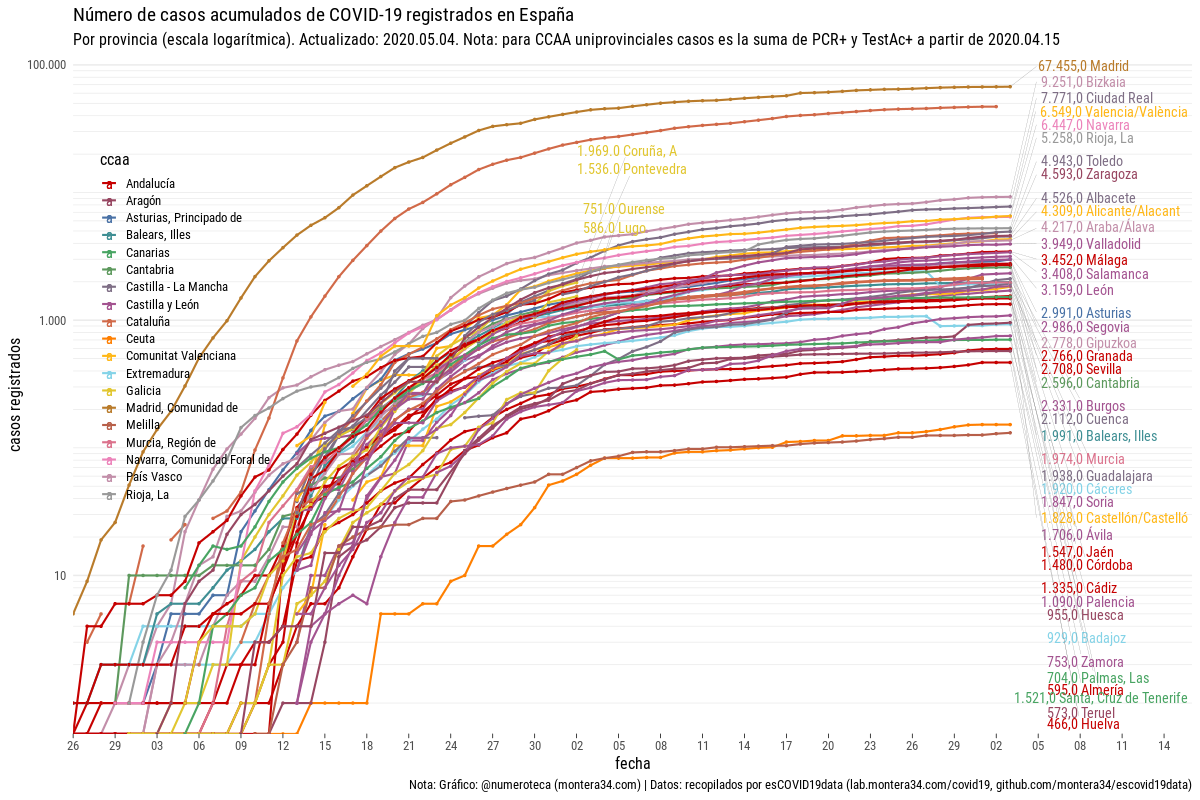 Número de casos acumulados de COVID-19 registrados en España
Por provincia (escala logarítmica). Actualizado: 2020.05.04. Nota: para CCAA uniprovinciales casos es la suma de PCR+ y TestAc+ a partir de 2020.04.15
100.000
1.000
10
casos registrados
ccaa
Andalucía
Aragón
Asturias, Principado de
Balears, Illes
Canarias
Cantabria
Castilla - La Mancha
Castilla y León
Cataluña
Ceuta
Comunitat Valenciana
Extremadura
Galicia
Madrid, Comunidad de
Melilla
Murcia, Región de
Navarra, Comunidad Foral de
País Vasco
Rioja, La
1.969.0 Coruña, A
1.536.0 Pontevedra
751.0 Ourense
586.0 Lugo
67.455,0 Madrid
9.251,0 Bizkaia
7.771,0 Ciudad Real
6.549,0 Valencia/València
6.447,0 Navarra
5.258,0 Rioja, La
4.943,0 Toledo
4.593,0 Zaragoza
4.526,0 Albacete
4.309,0 Alicante/Alacant
4.217,0 Araba/Álava
3.949,0 Valladolid
3.452,0 Málaga
3.408,0 Salamanca
3.159,0 León
2.991,0 Asturias
2.986,0 Segovia
2.778,0 Gipuzkoa
2.766,0 Granada
2.708,0 Sevilla
2.596,0 Cantabria
2.331,0 Burgos
2.112,0 Cuenca
1.991,0 Balears, Illes
1.974,0 Murcia
1.938,0 Guadalajara
1.920,0 Cáceres
1.847,0 Soria
1.828,0 Castellón/Castelló
1.706,0 Ávila
1.547,0 Jaén
1.480,0 Córdoba
1.335,0 Cádiz
1.090,0 Palencia
955,0 Huesca
929,0 Badajoz
753,0 Zamora
704,0 Palmas, Las
595,0 Almería
1.521,0 Santa, Cruz de Tenerife
573,0 Teruel
466,0 Huelva
26 29 03 06 09 12 15 18 21 24 27 30 02 05 08 11 14 17 20 23 26 29 02 05 08 11 14
fecha
Nota: Gráfico: @numeroteca (montera34.com) | Datos: recopilados por esCOVID19data (lab.montera34.com/covid19, github.com/montera34/escovid19data)